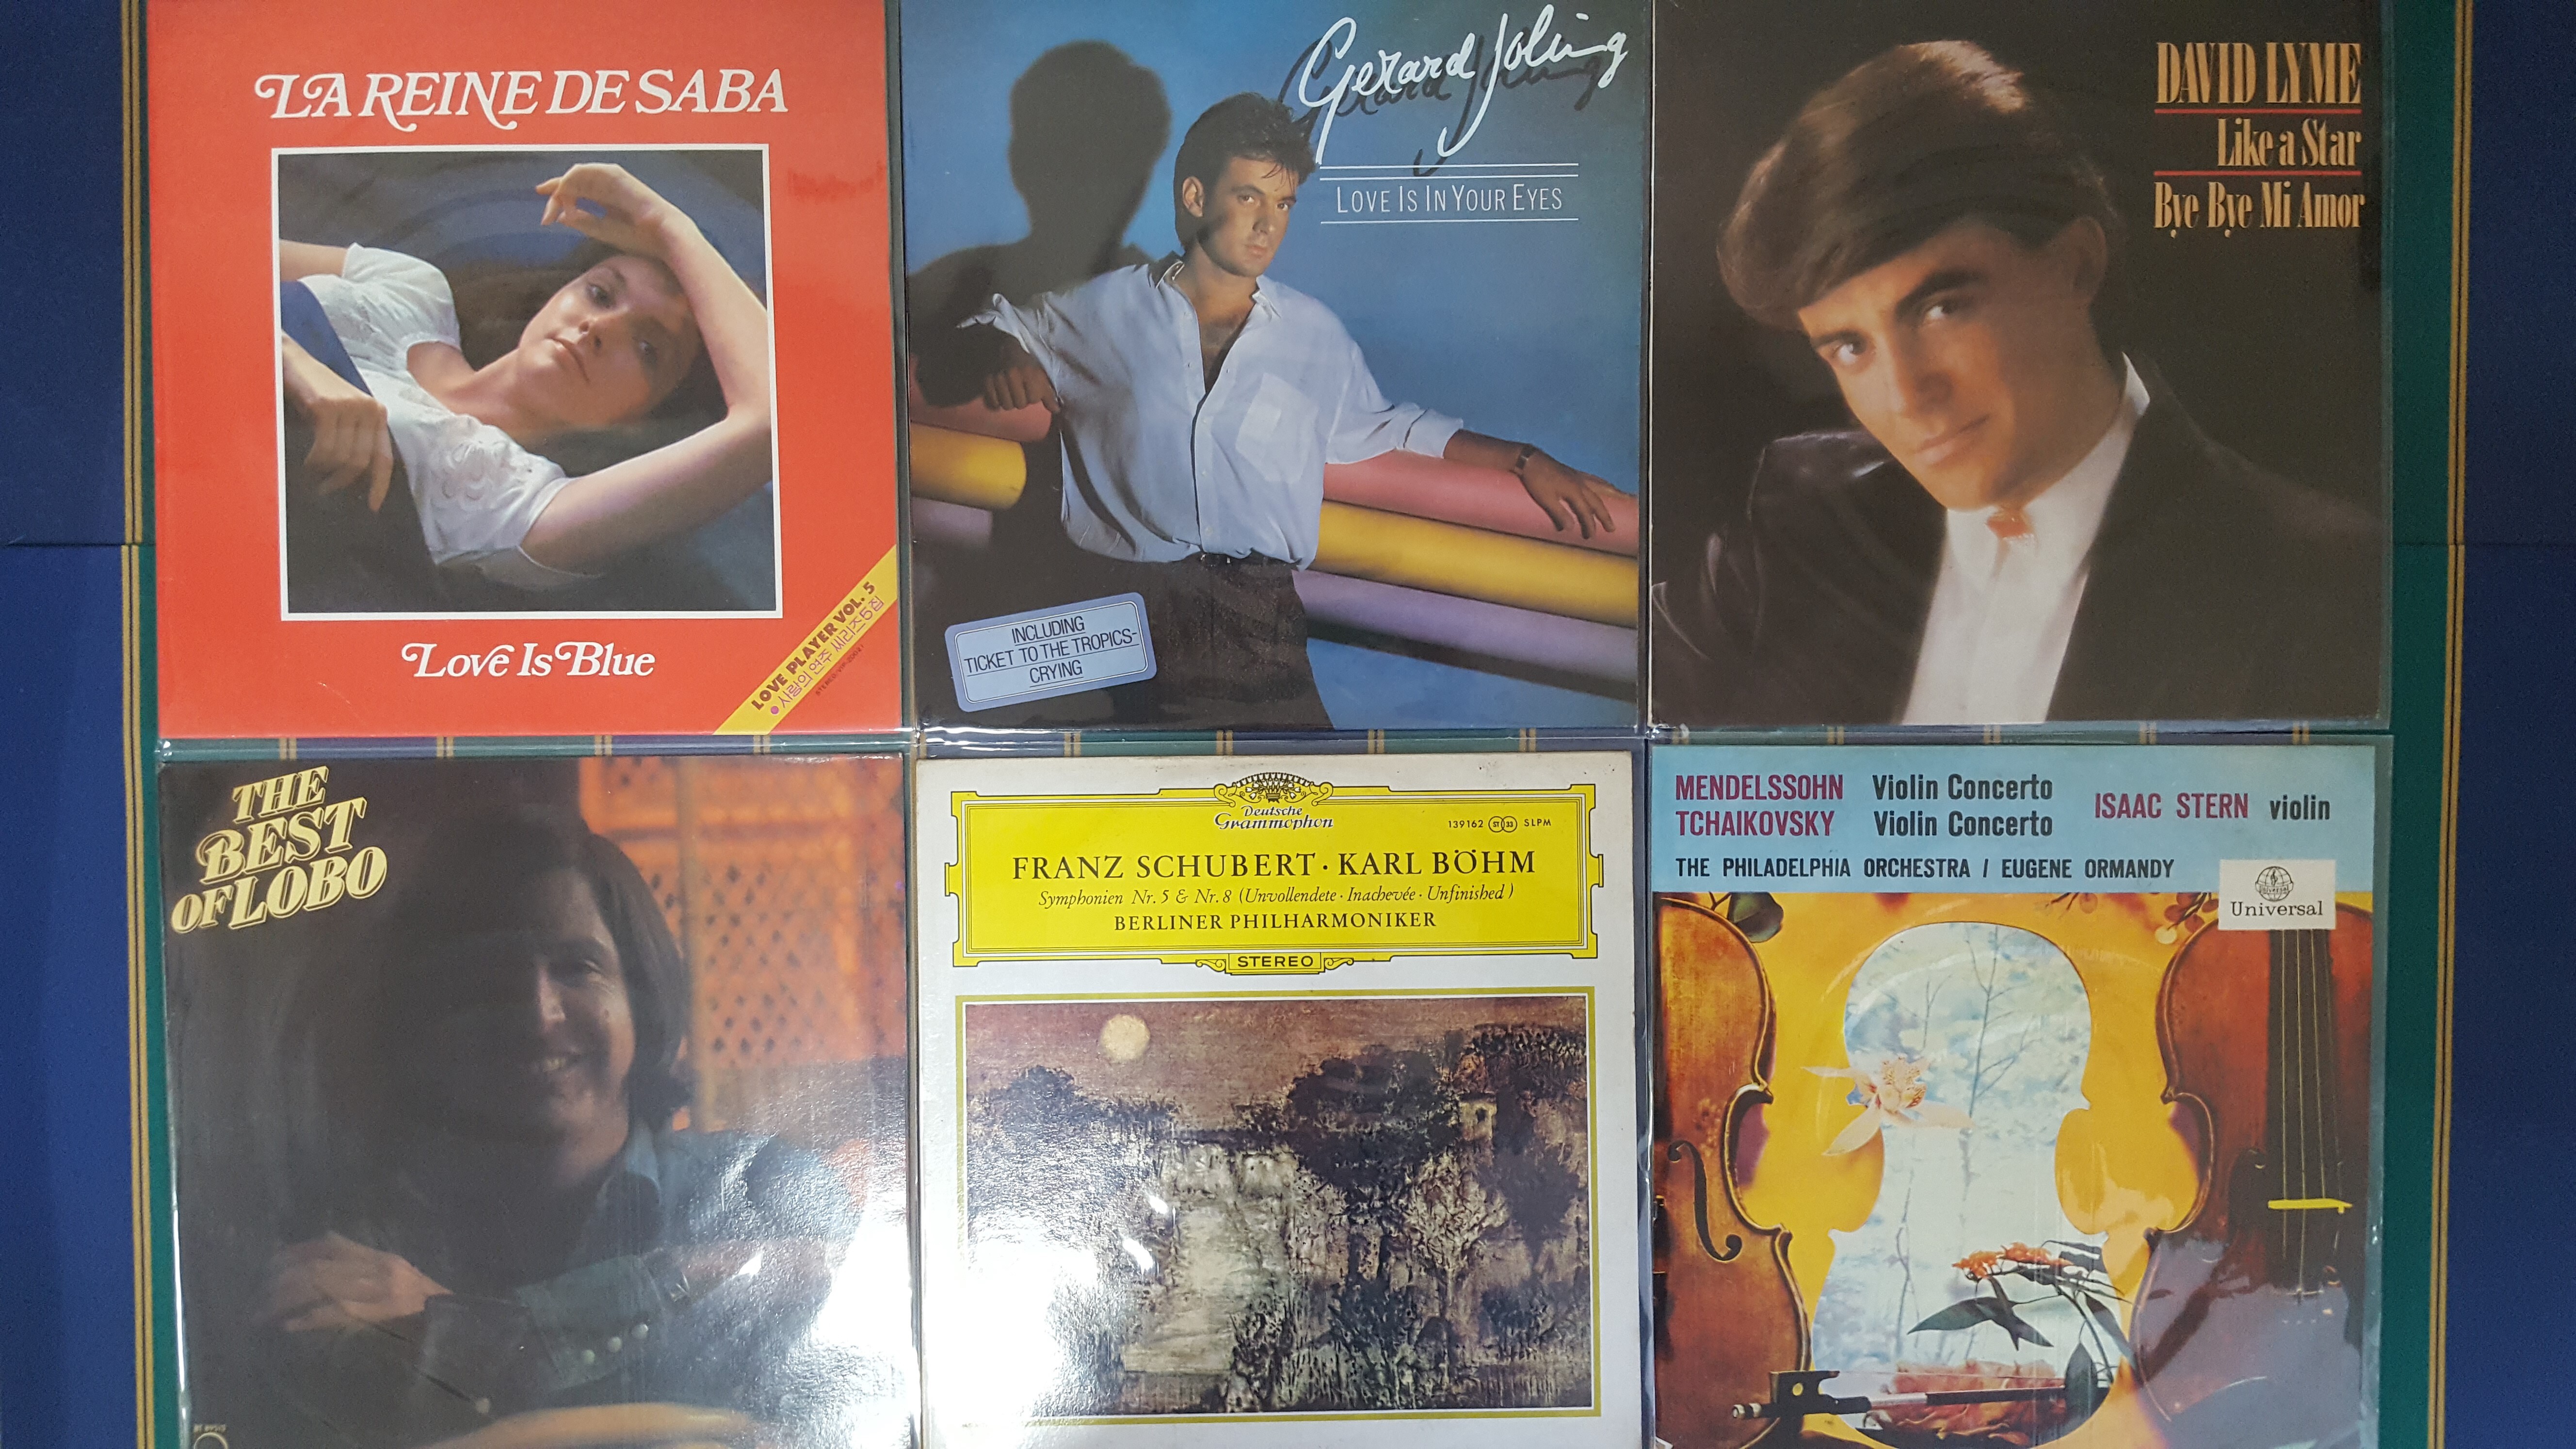 LA REINE DE SABA
Love Is Blue
LOVE PLAYER VOL. 5
사랑의 연주 씨리즈 5집
Gerard Joling
LOVE IS IN YOUR EYES
INCLUDING
TICKET TO THE TROPICS-
CRYING
DAVID LYME
Like a Star
Bye Bye Mi Amor
THE
BEST
OF LOBO
Deutsche
Grammophon
139162 ST 33 SLPM
FRANZ SCHUBERT · KARL BÖHM
Symphonien Nr. 5 & Nr. 8 (Unvollendete · Inachevée · Unfinished)
BERLINER PHILHARMONIKER
STEREO
MENDELSSOHN Violin Concerto
TCHAIKOVSKY Violin Concerto
ISAAC STERN violin
THE PHILADELPHIA ORCHESTRA / EUGENE ORMANDY
Universal